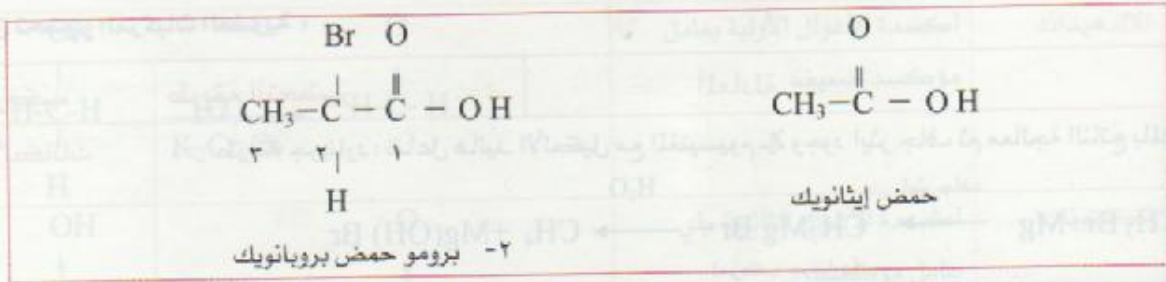 Br O
CH₃–C – C – OH
٣ ٢ ١
H
٢- برومو حمض بروبانويك
O
CH₃–C – OH
حمض إيثانويك